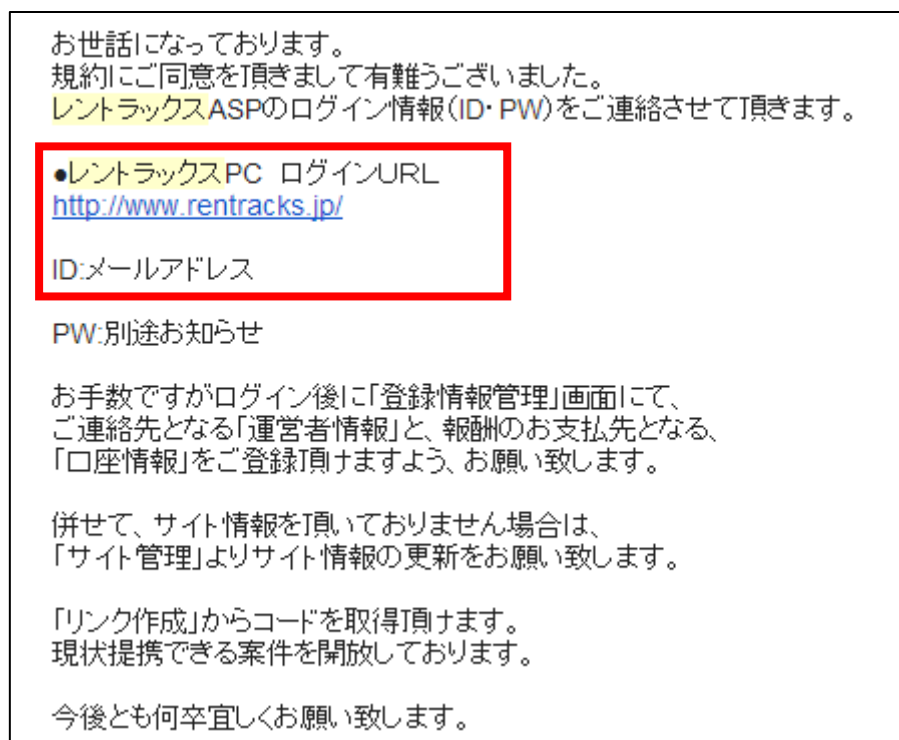 お世話になっております。
規約にご同意を頂きまして有難うございました。
レントラックスASPのログイン情報(ID・PW)をご連絡させて頂きます。
●レントラックスPC ログインURL
http://www.rentracks.jp/
ID:メールアドレス
PW:別途お知らせ
お手数ですがログイン後に「登録情報管理」画面にて、
ご連絡先となる「運営者情報」と、報酬のお支払先となる、
「口座情報」をご登録頂けますよう、お願い致します。
併せて、サイト情報を頂いておりません場合は、
「サイト管理」よりサイト情報の更新をお願い致します。
「リンク作成」からコードを取得頂けます。
現状提携できる案件を開放しております。
今後とも何卒宜しくお願い致します。